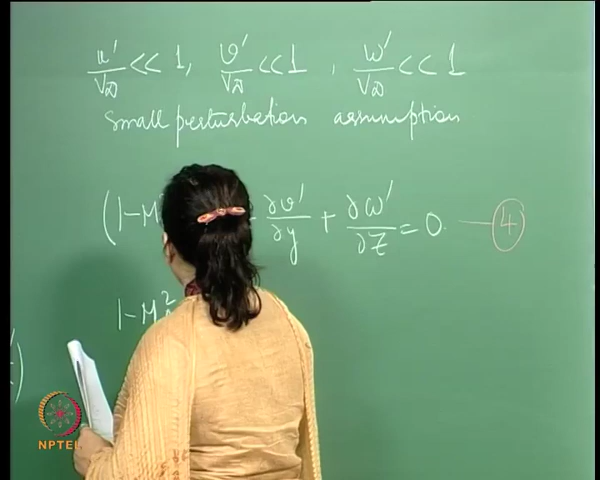 u'/V∞ << 1, v'/V∞ << 1, w'/V∞ << 1
Small perturbation assumption
(1-M ∂v'/∂y + ∂w'/∂z = 0. — 4
1-M²
NPTEL